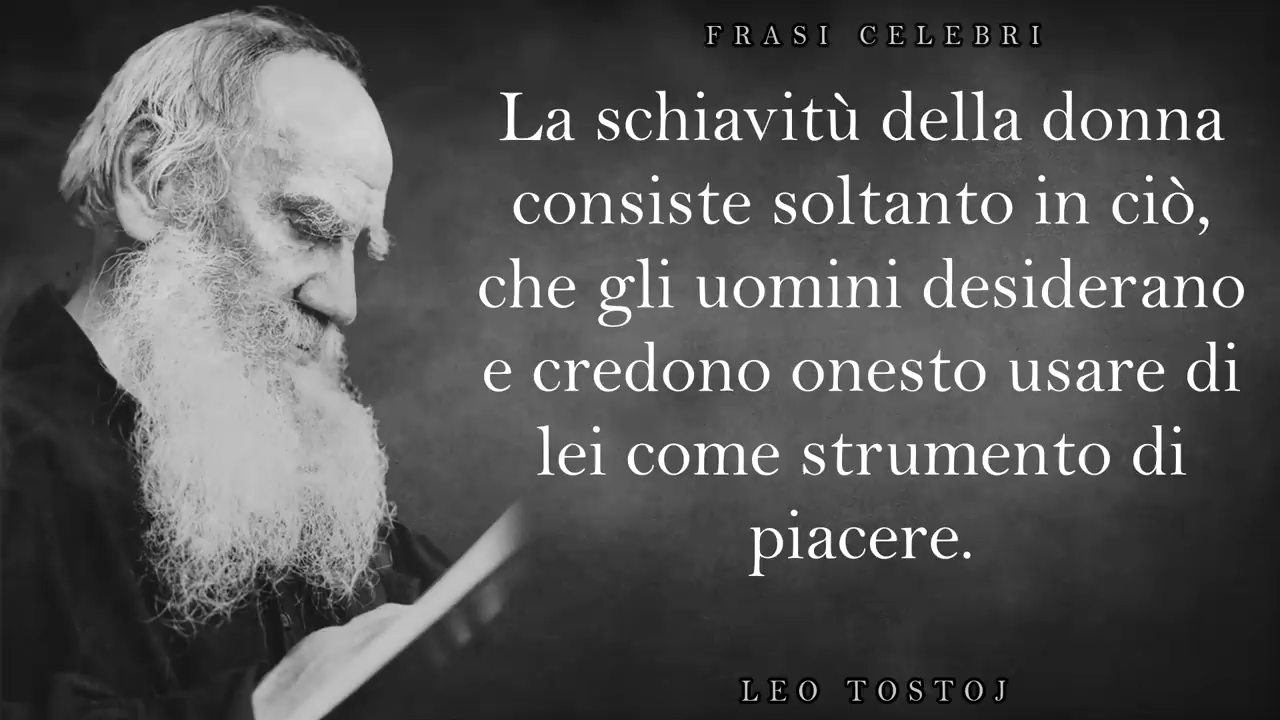 FRASI CELEBRI
La schiavitù della donna
consiste soltanto in ciò,
che gli uomini desiderano
e credono onesto usare di
lei come strumento di
piacere.
LEO TOSTOJ